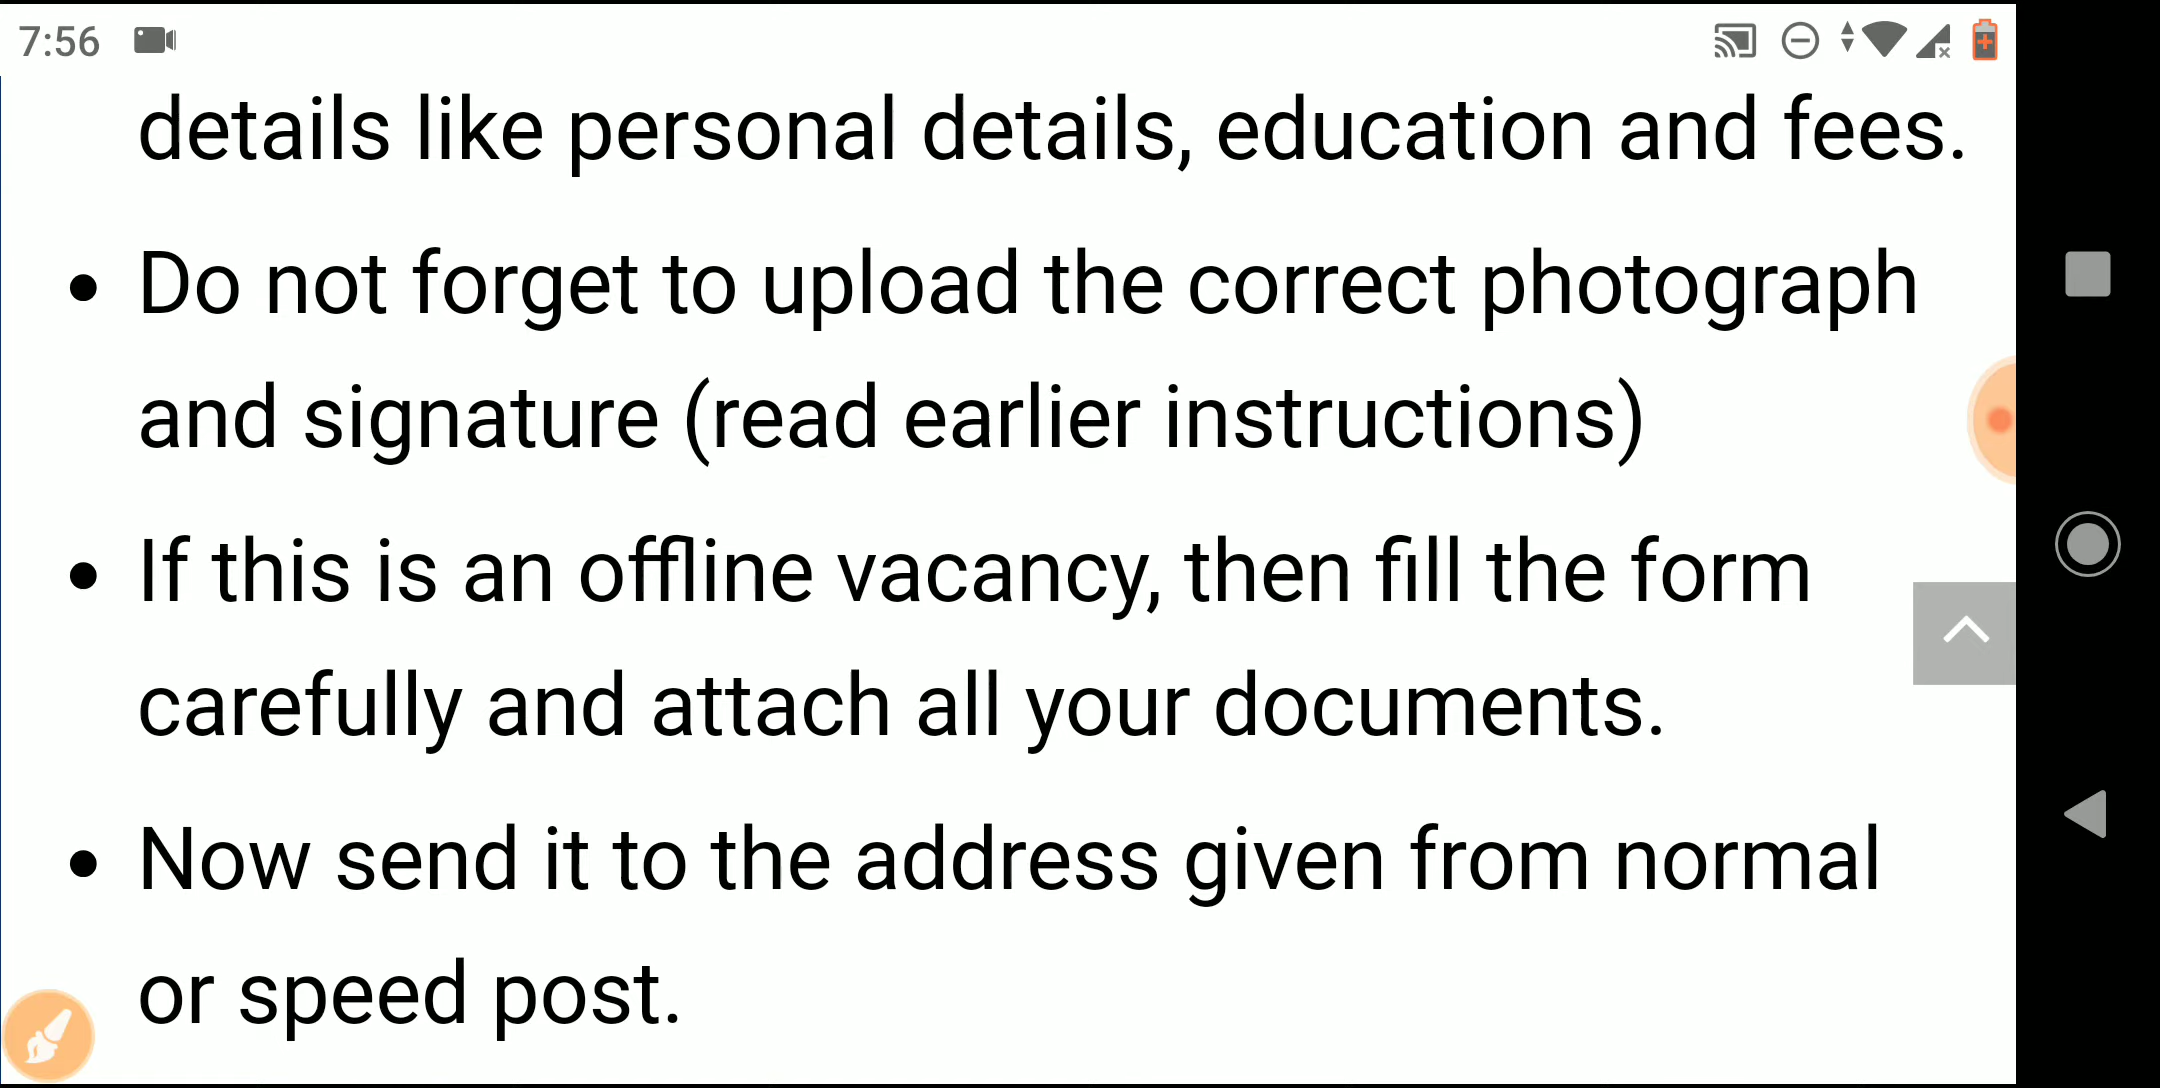 7:56
details like personal details, education and fees.
• Do not forget to upload the correct photograph
and signature (read earlier instructions)
• If this is an offline vacancy, then fill the form
carefully and attach all your documents.
• Now send it to the address given from normal
or speed post.